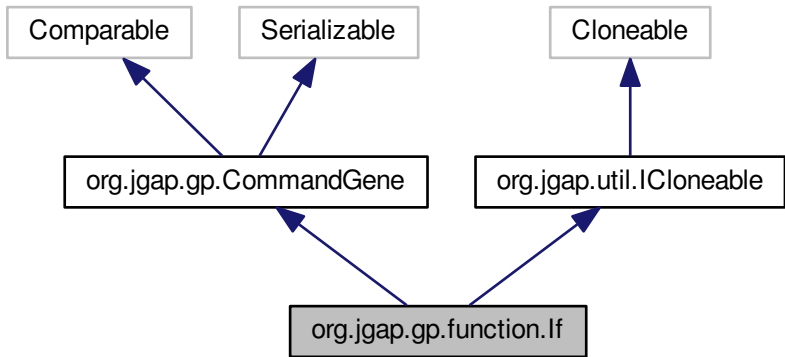 Comparable
Serializable
Cloneable
org.jgap.gp.CommandGene
org.jgap.util.ICloneable
org.jgap.gp.function.If